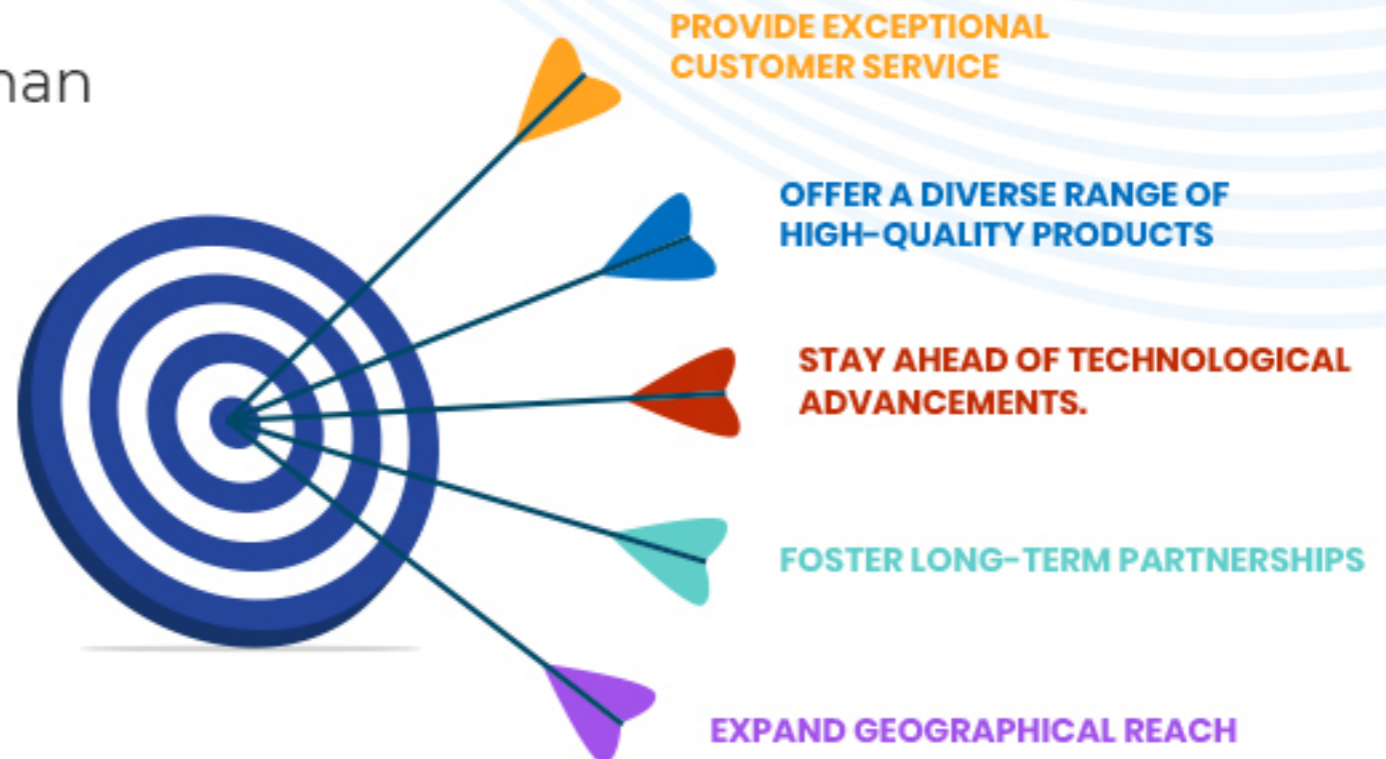 PROVIDE EXCEPTIONAL
CUSTOMER SERVICE
OFFER A DIVERSE RANGE OF
HIGH-QUALITY PRODUCTS
STAY AHEAD OF TECHNOLOGICAL
ADVANCEMENTS.
FOSTER LONG-TERM PARTNERSHIPS
EXPAND GEOGRAPHICAL REACH